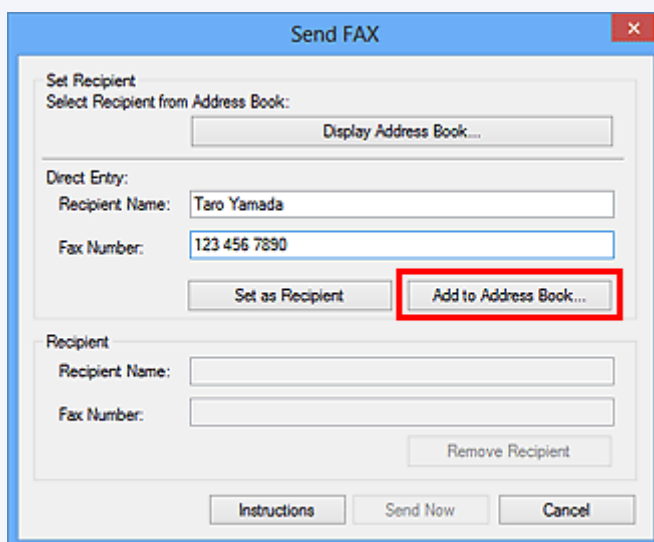 Send FAX
Set Recipient
Select Recipient from Address Book:
Display Address Book...
Direct Entry:
Recipient Name: Taro Yamada
Fax Number: 123 456 7890
Set as Recipient Add to Address Book...
Recipient
Recipient Name:
Fax Number:
Remove Recipient
Instructions Send Now Cancel